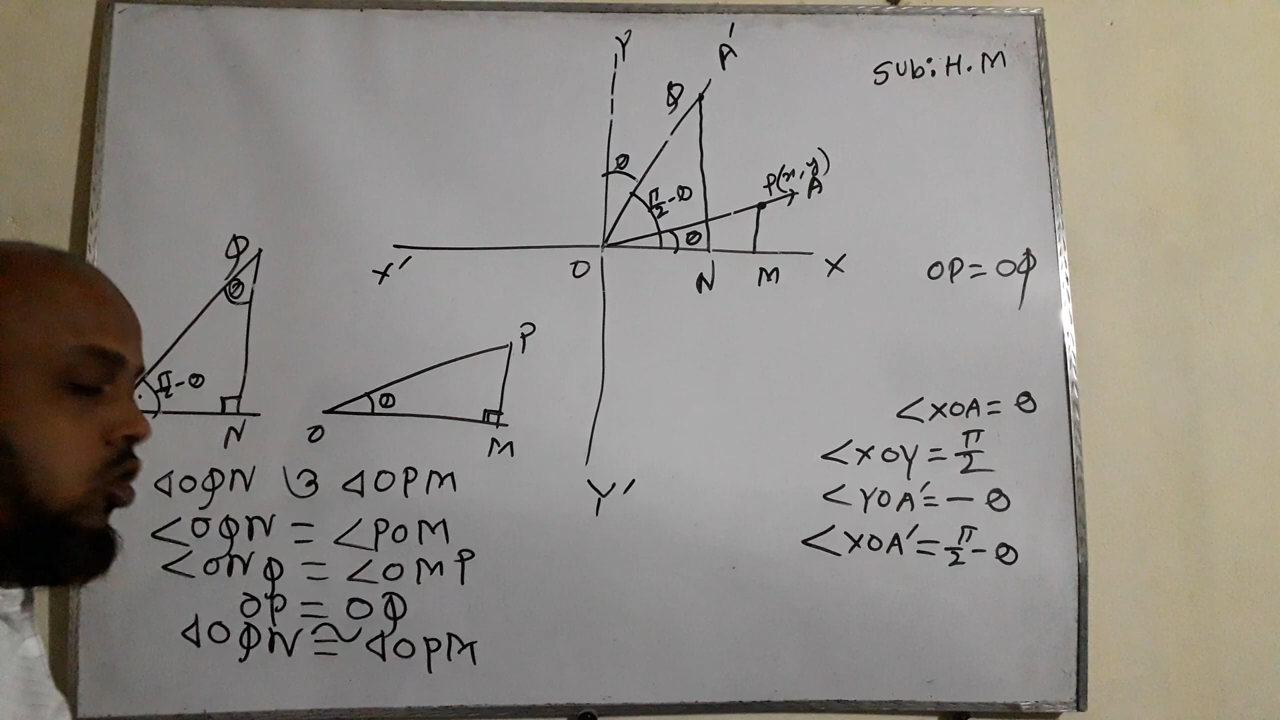 Sub: H.M
Y
A'
Q
θ
π/2-θ
P(x,y)
A
θ
X'
O
N
M
X
Y'
OP=OQ
Q
θ
π/2-θ
N
P
θ
O
M
<XOA=θ
<XOY=π/2
<YOA'=-θ
<XOA'=π/2-θ
ΔOQN ও ΔOPM
<OQN=<POM
<ONQ=<OMP
OP=OQ
ΔOQN≅ΔOPM